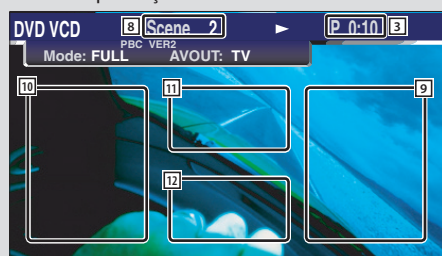 DVD VCD 8 Scene 2 ► P 0:10 3
PBC VER2
Mode: FULL AVOUT: TV
10 11 9
12